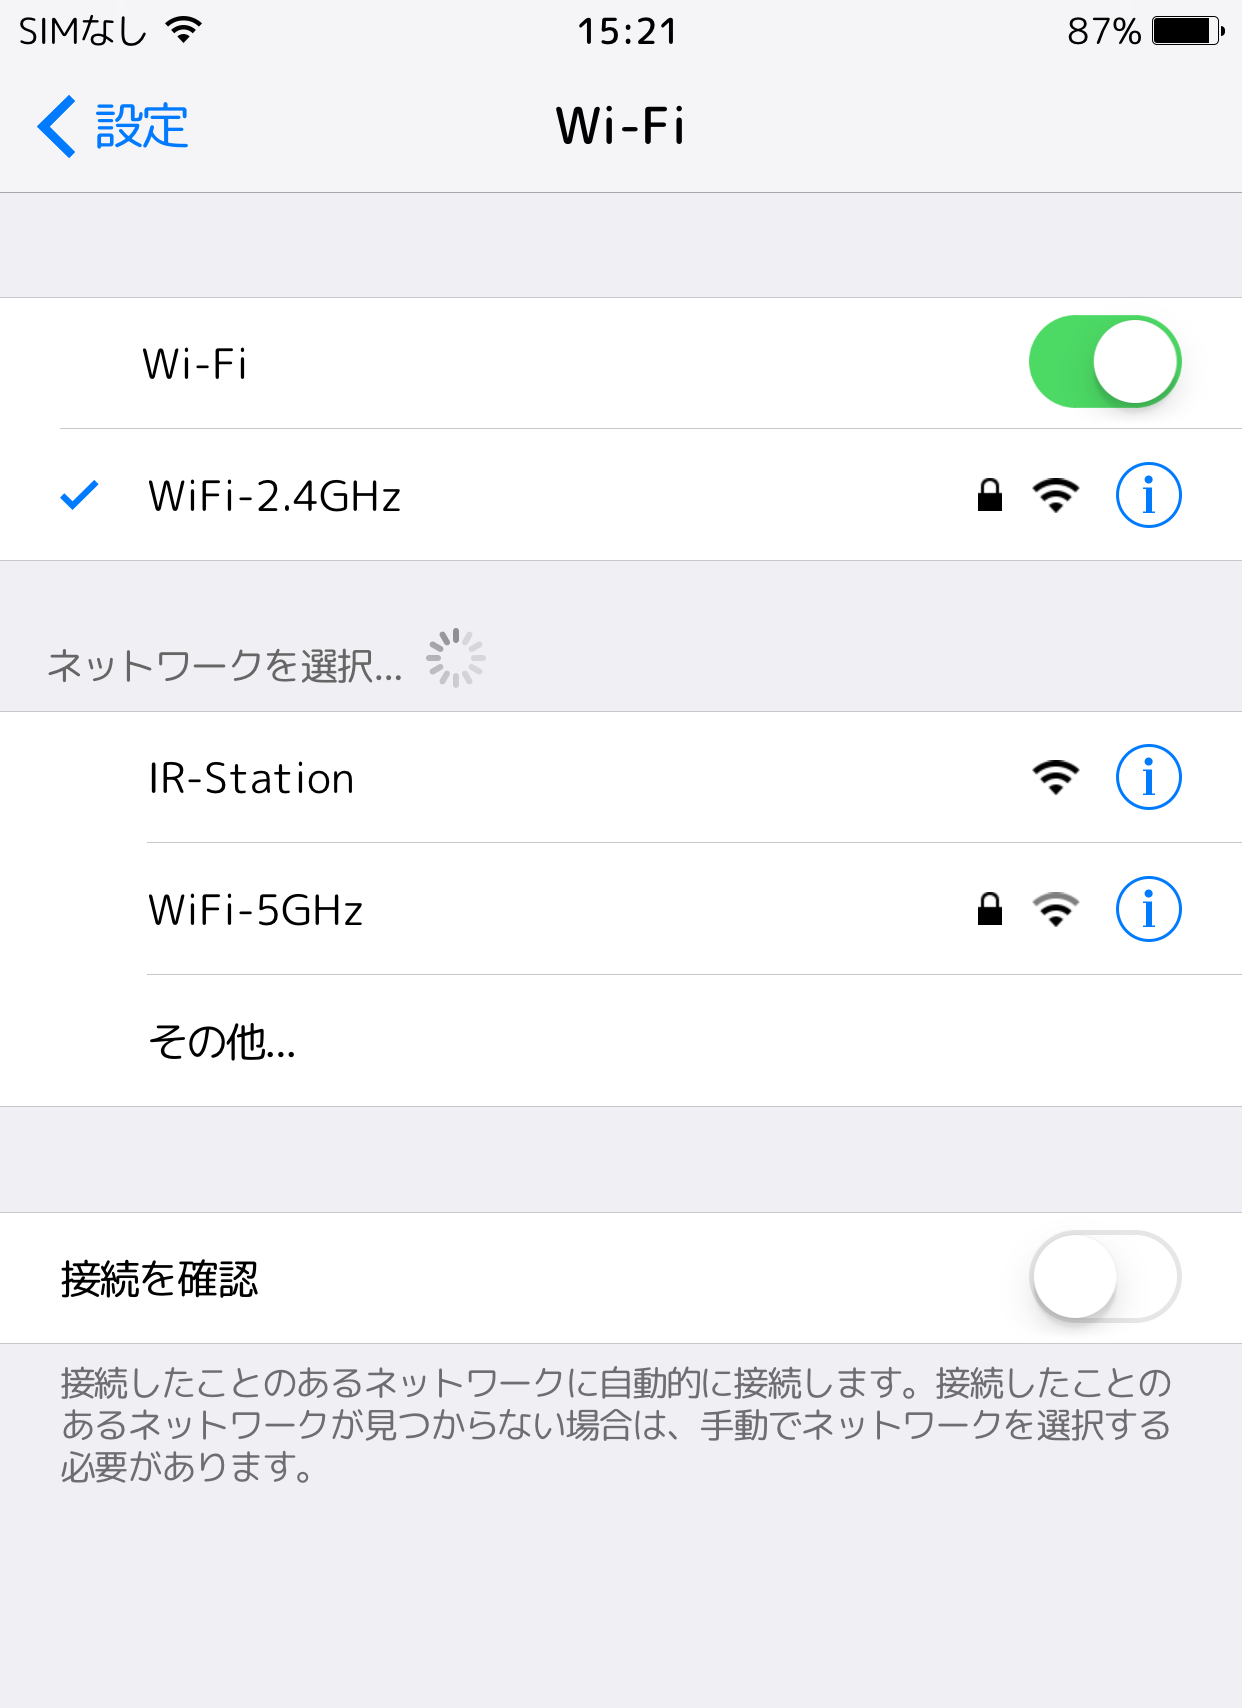 SIMなし 15:21 87%
設定 Wi-Fi
Wi-Fi
WiFi-2.4GHz
ネットワークを選択...
IR-Station
WiFi-5GHz
その他...
接続を確認
接続したことのあるネットワークに自動的に接続します。接続したことの
あるネットワークが見つからない場合は、手動でネットワークを選択する
必要があります。